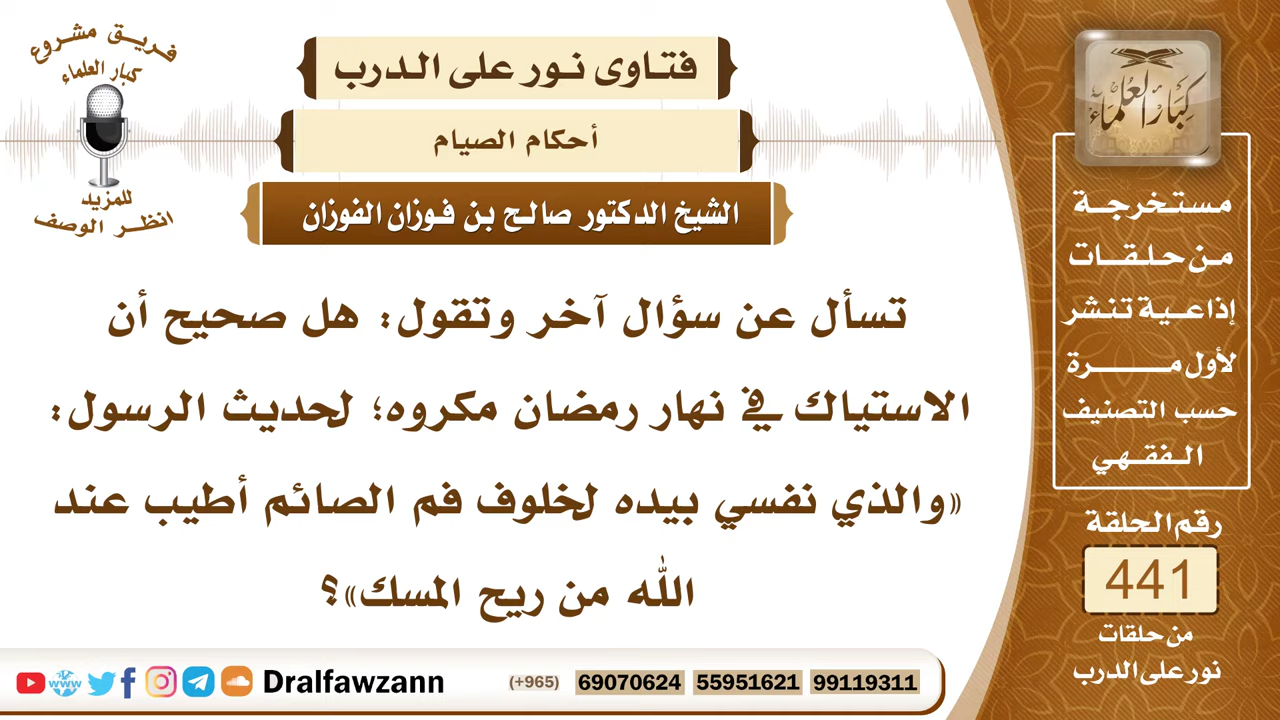 فريق مشروع
كبار العلماء
للمزيد
انظر الوصف
فتاوى نور على الدرب
أحكام الصيام
الشيخ الدكتور صالح بن فوزان الفوزان
تسأل عن سؤال آخر وتقول: هل صحيح أن
الاستياك في نهار رمضان مكروه؛ لحديث الرسول:
«والذي نفسي بيده لخلوف فم الصائم أطيب عند
الله من ريح المسك»؟
كبار العلماء
مستخرجة
من حلقات
إذاعية تنشر
لأول مرة
حسب التصنيف
الفقهي
رقم الحلقة
441
من حلقات
نور على الدرب
www Dralfawzann (+965) 69070624 55951621 99119311